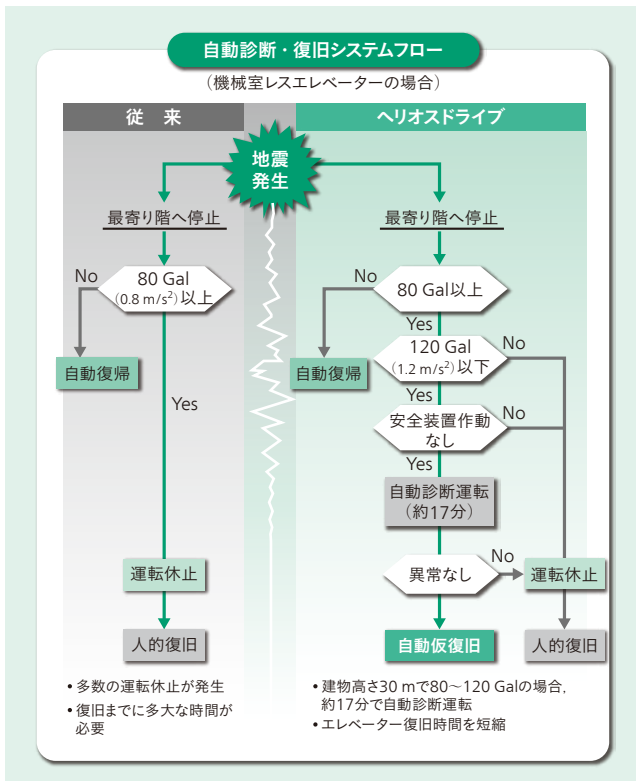 自動診断・復旧システムフロー
（機械室レスエレベーターの場合）
従 来
ヘリオスドライブ
地震
発生
最寄り階へ停止
No
80 Gal
（0.8 m/s²）以上
自動復帰
Yes
運転休止
人的復旧
• 多数の運転休止が発生
• 復旧までに多大な時間が
必要
最寄り階へ停止
No
80 Gal以上
Yes
自動復帰
120 Gal
（1.2 m/s²）以下
No
Yes
安全装置作動
なし
No
Yes
自動診断運転
（約17分）
異常なし
No
運転休止
自動仮復旧
人的復旧
• 建物高さ30 mで80～120 Galの場合，
約17分で自動診断運転
• エレベーター復旧時間を短縮